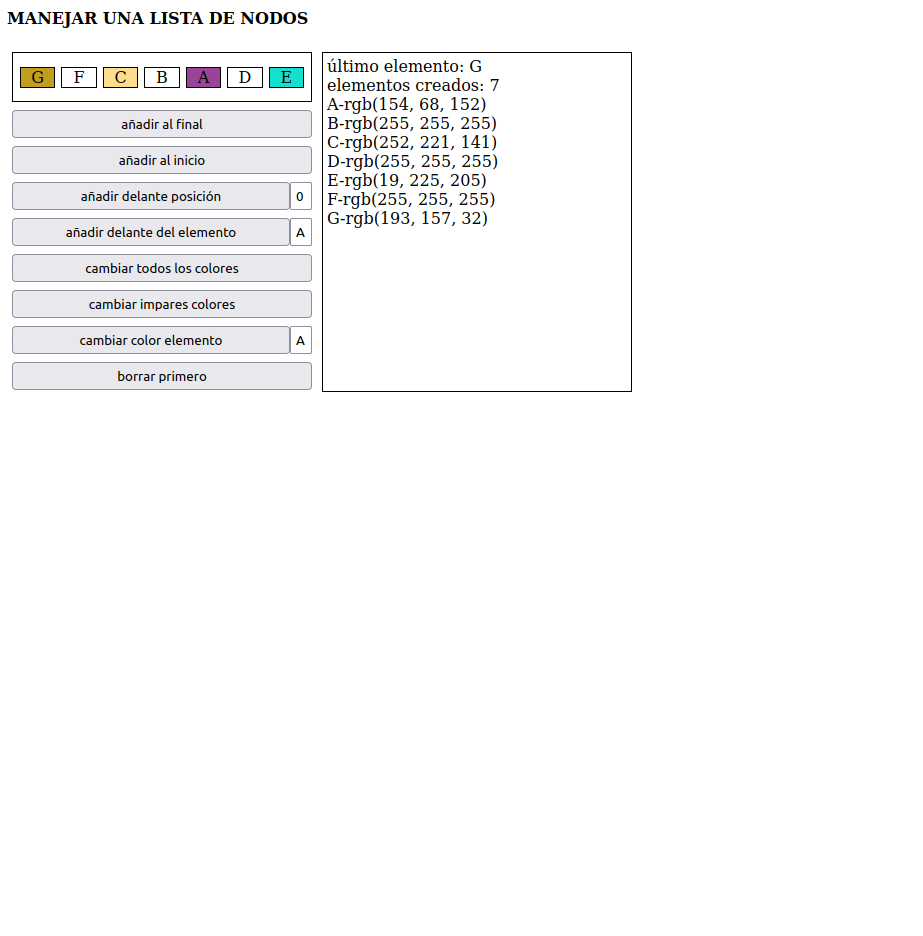 MANEJAR UNA LISTA DE NODOS
G F C B A D E
añadir al final
añadir al inicio
añadir delante posición 0
añadir delante del elemento A
cambiar todos los colores
cambiar impares colores
cambiar color elemento A
borrar primero
último elemento: G
elementos creados: 7
A-rgb(154, 68, 152)
B-rgb(255, 255, 255)
C-rgb(252, 221, 141)
D-rgb(255, 255, 255)
E-rgb(19, 225, 205)
F-rgb(255, 255, 255)
G-rgb(193, 157, 32)